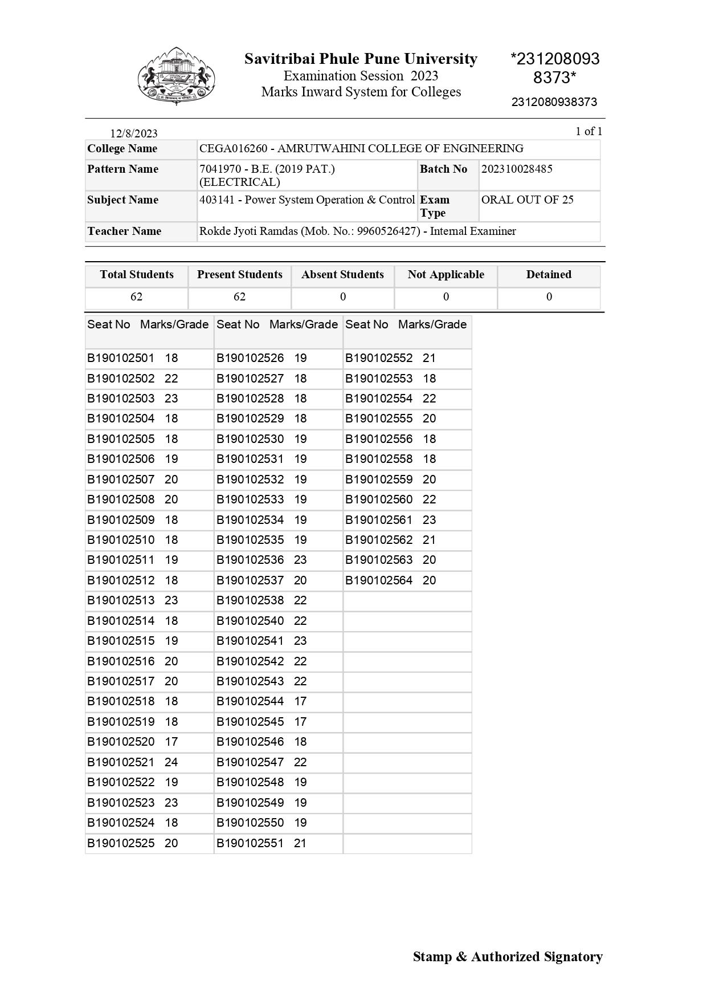 Savitribai Phule Pune University
Examination Session 2023
Marks Inward System for Colleges
*231208093
8373*
2312080938373
12/8/2023
1 of 1
College Name CEGA016260 - AMRUTWAHINI COLLEGE OF ENGINEERING
Pattern Name 7041970 - B.E. (2019 PAT.) Batch No 202310028485
(ELECTRICAL)
Subject Name 403141 - Power System Operation & Control Exam ORAL OUT OF 25
Type
Teacher Name Rokde Jyoti Ramdas (Mob. No.: 9960526427) - Internal Examiner
Total Students Present Students Absent Students Not Applicable Detained
62 62 0 0 0
Seat No Marks/Grade Seat No Marks/Grade Seat No Marks/Grade
B190102501 18 B190102526 19 B190102552 21
B190102502 22 B190102527 18 B190102553 18
B190102503 23 B190102528 18 B190102554 22
B190102504 18 B190102529 18 B190102555 20
B190102505 18 B190102530 19 B190102556 18
B190102506 19 B190102531 19 B190102558 18
B190102507 20 B190102532 19 B190102559 20
B190102508 20 B190102533 19 B190102560 22
B190102509 18 B190102534 19 B190102561 23
B190102510 18 B190102535 19 B190102562 21
B190102511 19 B190102536 23 B190102563 20
B190102512 18 B190102537 20 B190102564 20
B190102513 23 B190102538 22
B190102514 18 B190102540 22
B190102515 19 B190102541 23
B190102516 20 B190102542 22
B190102517 20 B190102543 22
B190102518 18 B190102544 17
B190102519 18 B190102545 17
B190102520 17 B190102546 18
B190102521 24 B190102547 22
B190102522 19 B190102548 19
B190102523 23 B190102549 19
B190102524 18 B190102550 19
B190102525 20 B190102551 21
Stamp & Authorized Signatory